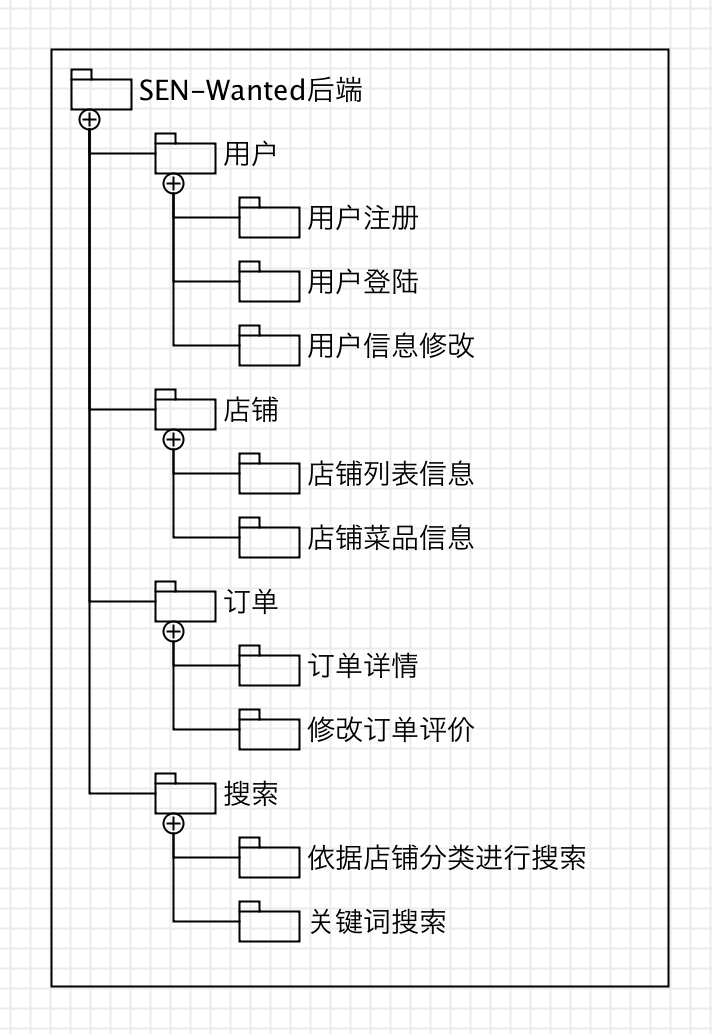 SEN-Wanted后端
用户
用户注册
用户登陆
用户信息修改
店铺
店铺列表信息
店铺菜品信息
订单
订单详情
修改订单评价
搜索
依据店铺分类进行搜索
关键词搜索